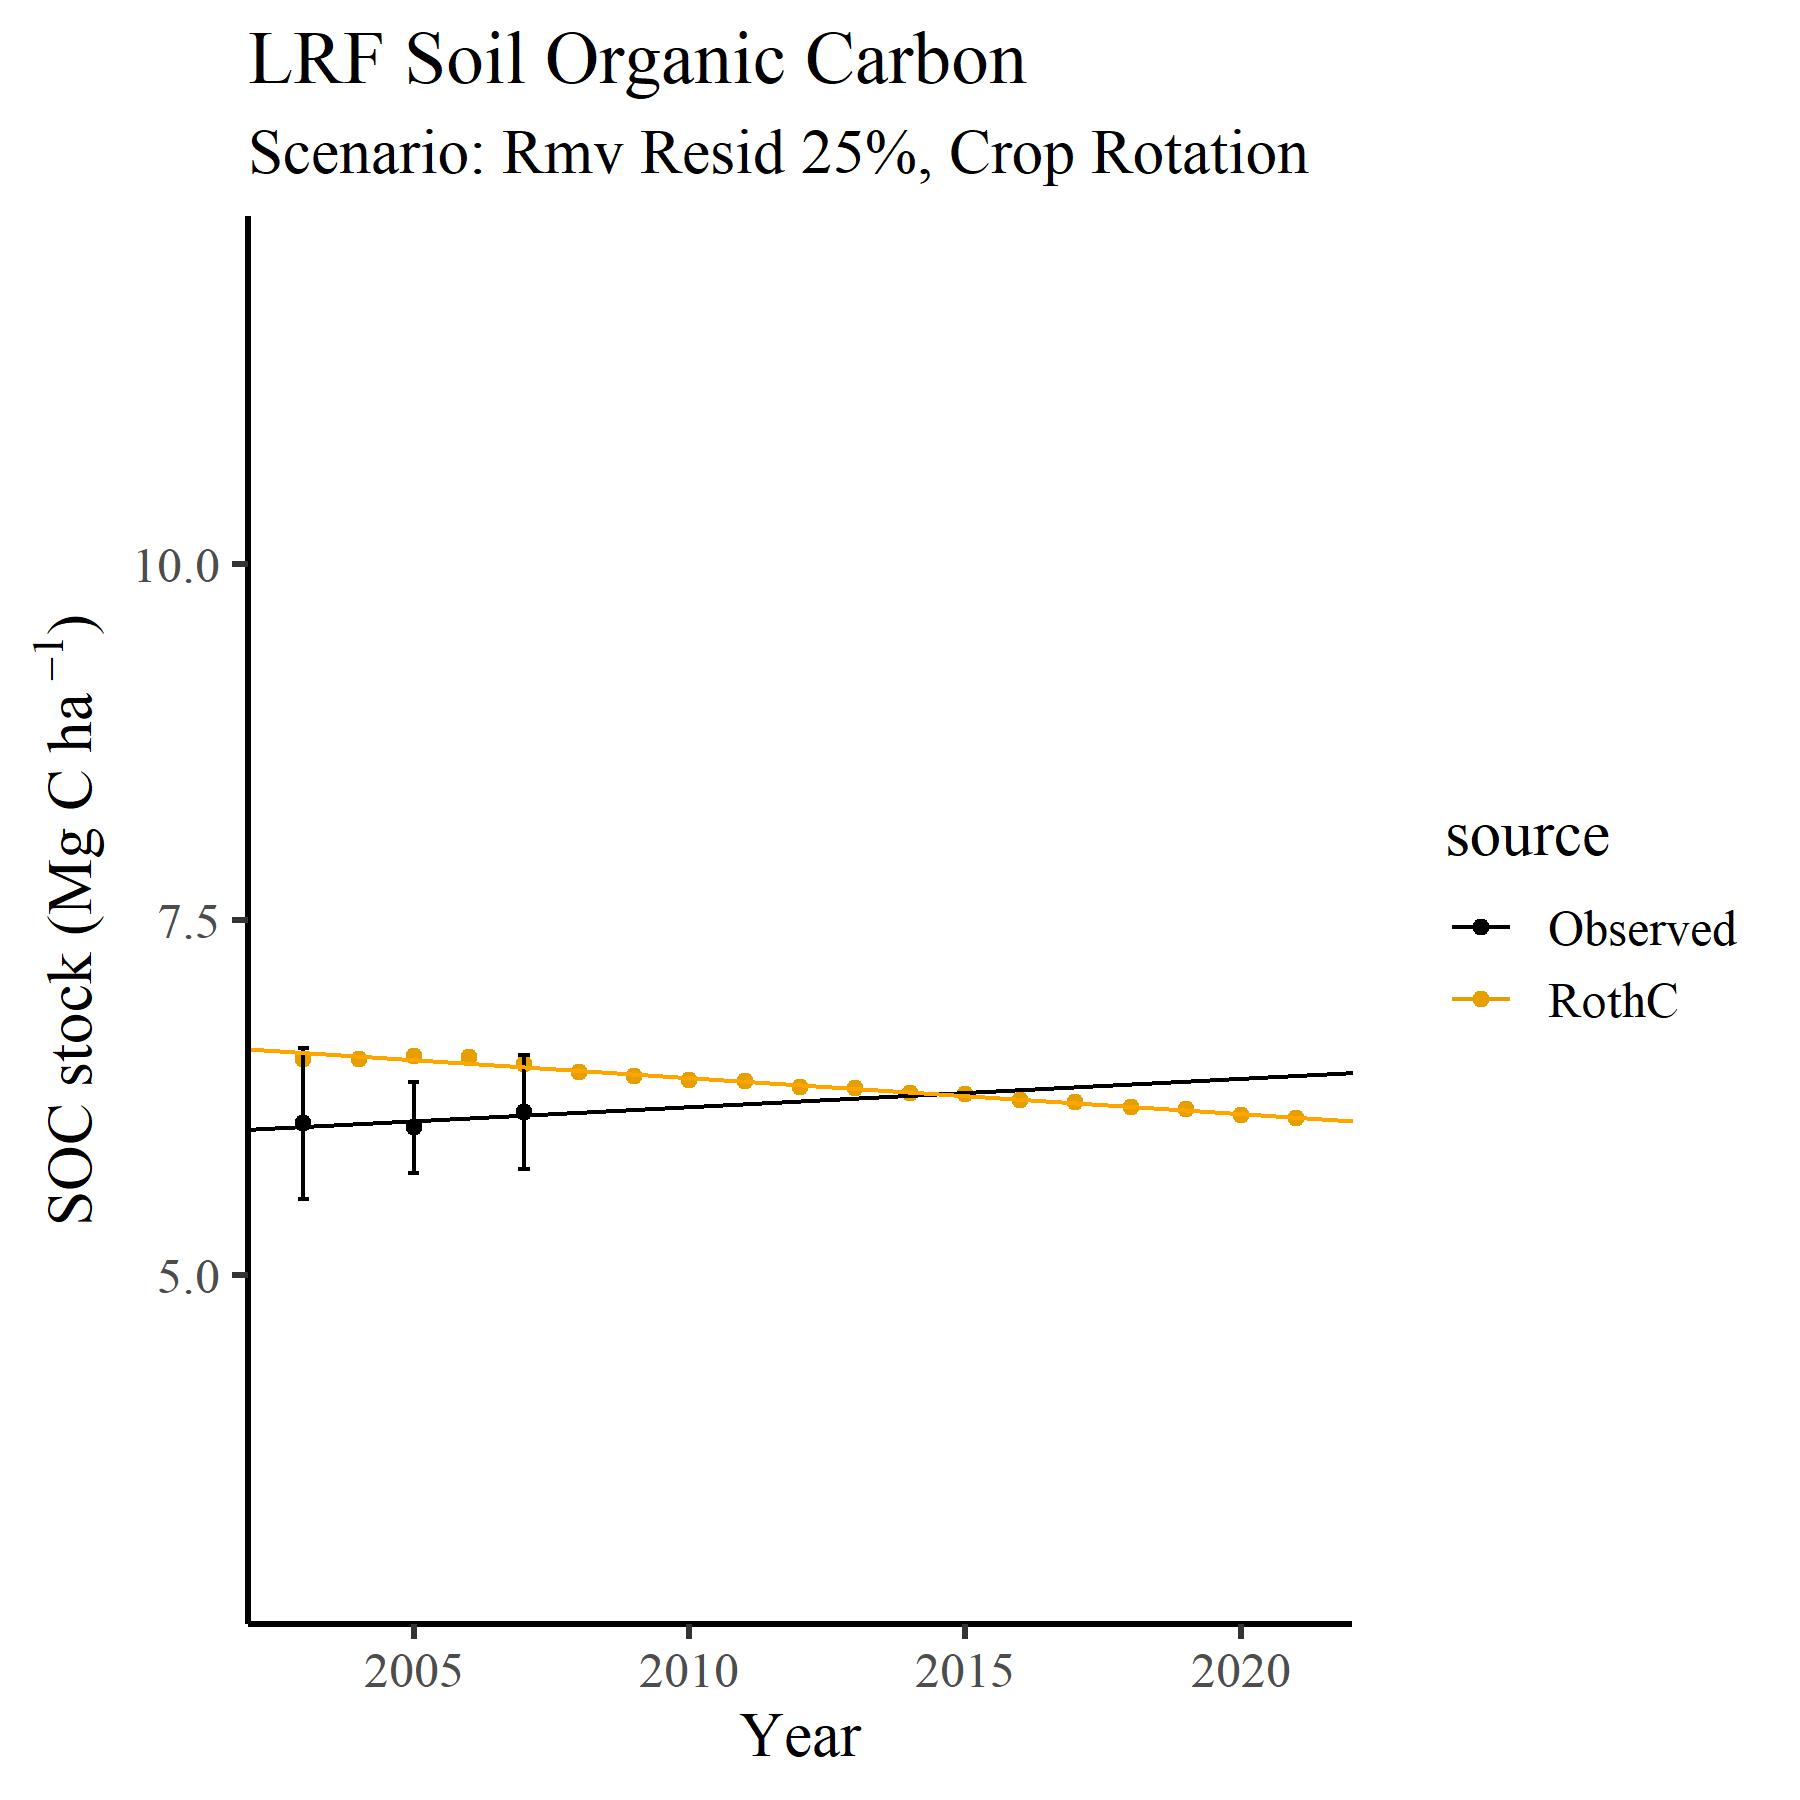 LRF Soil Organic Carbon
Scenario: Rmv Resid 25%, Crop Rotation
SOC stock (Mg C ha −1)
10.0
7.5
5.0
2005 2010 2015 2020
Year
source
Observed
RothC